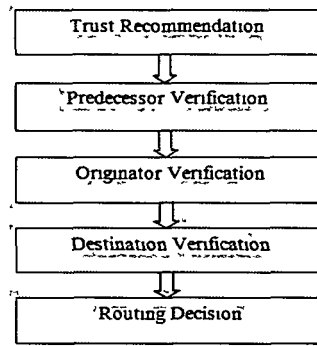 Trust Recommendation
Predecessor Verification
Originator Verification
Destination Verification
Routing Decision